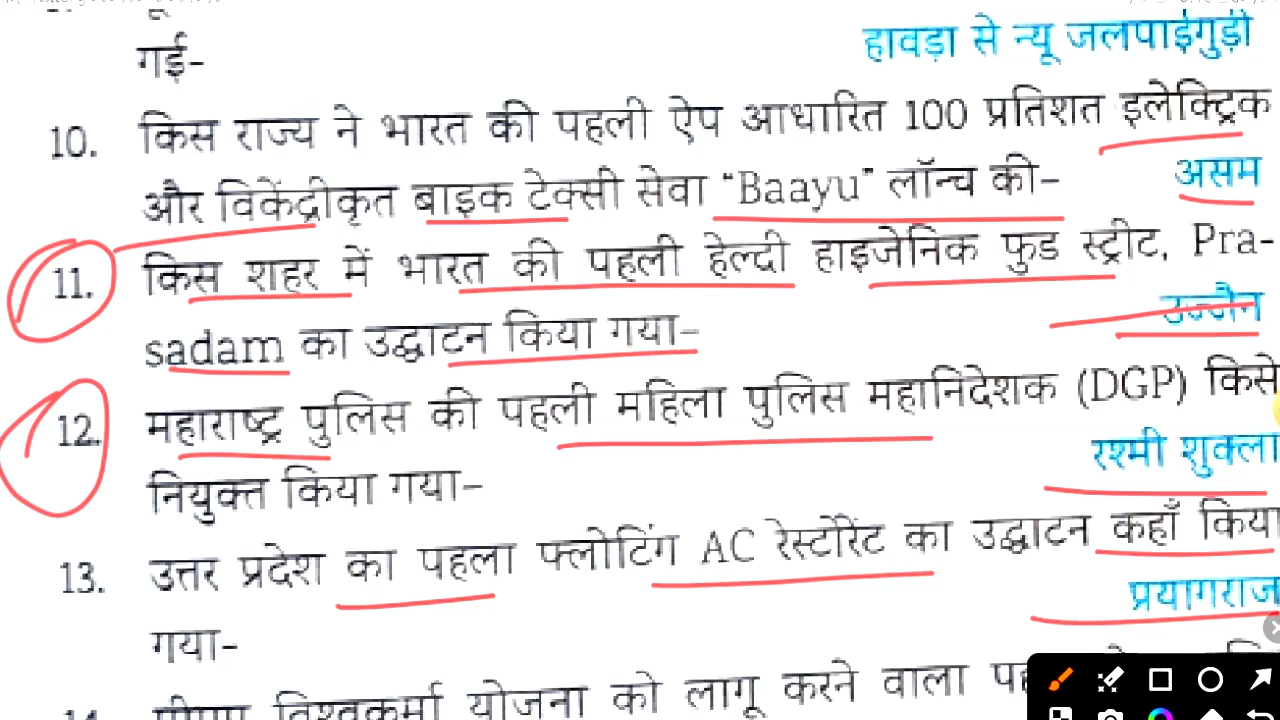 गई-
हावड़ा से न्यू जलपाईगुड़ी
10. किस राज्य ने भारत की पहली ऐप आधारित 100 प्रतिशत इलेक्ट्रिक
और विकेंद्रीकृत बाइक टेक्सी सेवा “Baayu” लॉन्च की-
असम
11. किस शहर में भारत की पहली हेल्दी हाइजेनिक फुड स्ट्रीट, Pra-
sadam का उद्घाटन किया गया-
उज्जैन
12. महाराष्ट्र पुलिस की पहली महिला पुलिस महानिदेशक (DGP) किसे
नियुक्त किया गया-
रश्मी शुक्ला
13. उत्तर प्रदेश का पहला फ्लोटिंग AC रेस्टोरेंट का उद्घाटन कहाँ किया
गया-
प्रयागराज
विश्वकर्मा योजना को लागू करने वाला